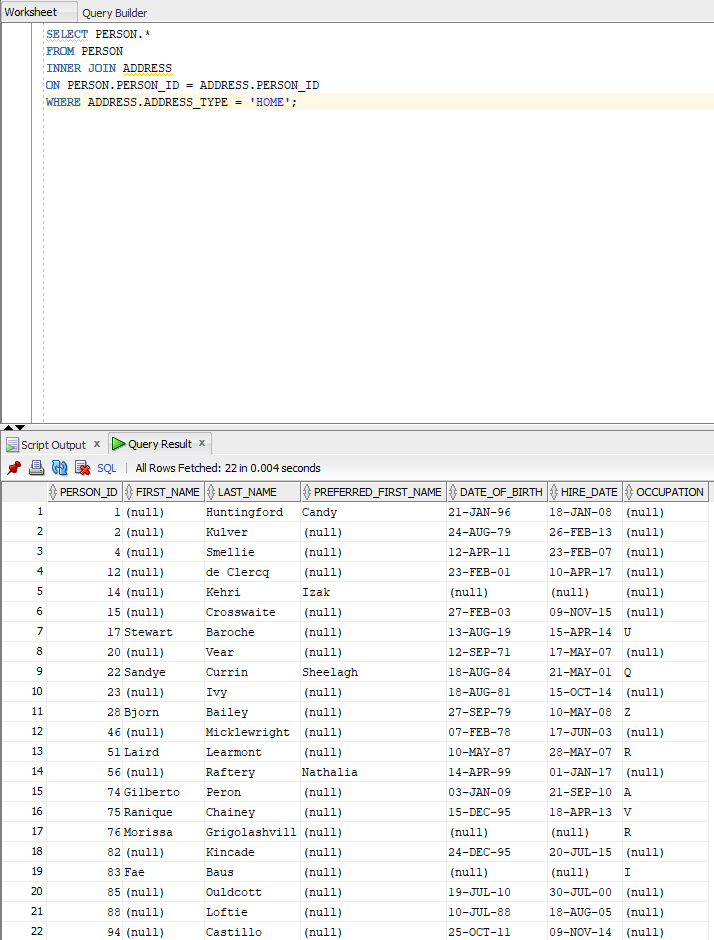 Worksheet Query Builder
SELECT PERSON.*
FROM PERSON
INNER JOIN ADDRESS
ON PERSON.PERSON_ID = ADDRESS.PERSON_ID
WHERE ADDRESS.ADDRESS_TYPE = 'HOME';
Script Output x Query Result x
SQL | All Rows Fetched: 22 in 0.004 seconds
PERSON_ID FIRST_NAME LAST_NAME PREFERRED_FIRST_NAME DATE_OF_BIRTH HIRE_DATE OCCUPATION
1 1 (null) Huntingford Candy 21-JAN-96 18-JAN-08 (null)
2 2 (null) Kulver (null) 24-AUG-79 26-FEB-13 (null)
3 4 (null) Smellie (null) 12-APR-11 23-FEB-07 (null)
4 12 (null) de Clercq (null) 23-FEB-01 10-APR-17 (null)
5 14 (null) Kehri Izak (null) (null) (null)
6 15 (null) Crosswaite (null) 27-FEB-03 09-NOV-15 (null)
7 17 Stewart Baroche (null) 13-AUG-19 15-APR-14 U
8 20 (null) Vear (null) 12-SEP-71 17-MAY-07 (null)
9 22 Sandye Currin Sheelagh 18-AUG-84 21-MAY-01 Q
10 23 (null) Ivy (null) 18-AUG-81 15-OCT-14 (null)
11 28 Bjorn Bailey (null) 27-SEP-79 10-MAY-08 Z
12 46 (null) Micklewright (null) 07-FEB-78 17-JUN-03 (null)
13 51 Laird Learmont (null) 10-MAY-87 28-MAY-07 R
14 56 (null) Raftery Nathalia 14-APR-99 01-JAN-17 (null)
15 74 Gilberto Peron (null) 03-JAN-09 21-SEP-10 A
16 75 Ranique Chainey (null) 15-DEC-95 18-APR-13 V
17 76 Morissa Grigolashvill (null) (null) (null) R
18 82 (null) Kincade (null) 24-DEC-95 20-JUL-15 (null)
19 83 Fae Baus (null) (null) (null) I
20 85 (null) Ouldcott (null) 19-JUL-10 30-JUL-00 (null)
21 88 (null) Loftie (null) 10-JUL-88 18-AUG-05 (null)
22 94 (null) Castillo (null) 25-OCT-11 09-NOV-14 (null)